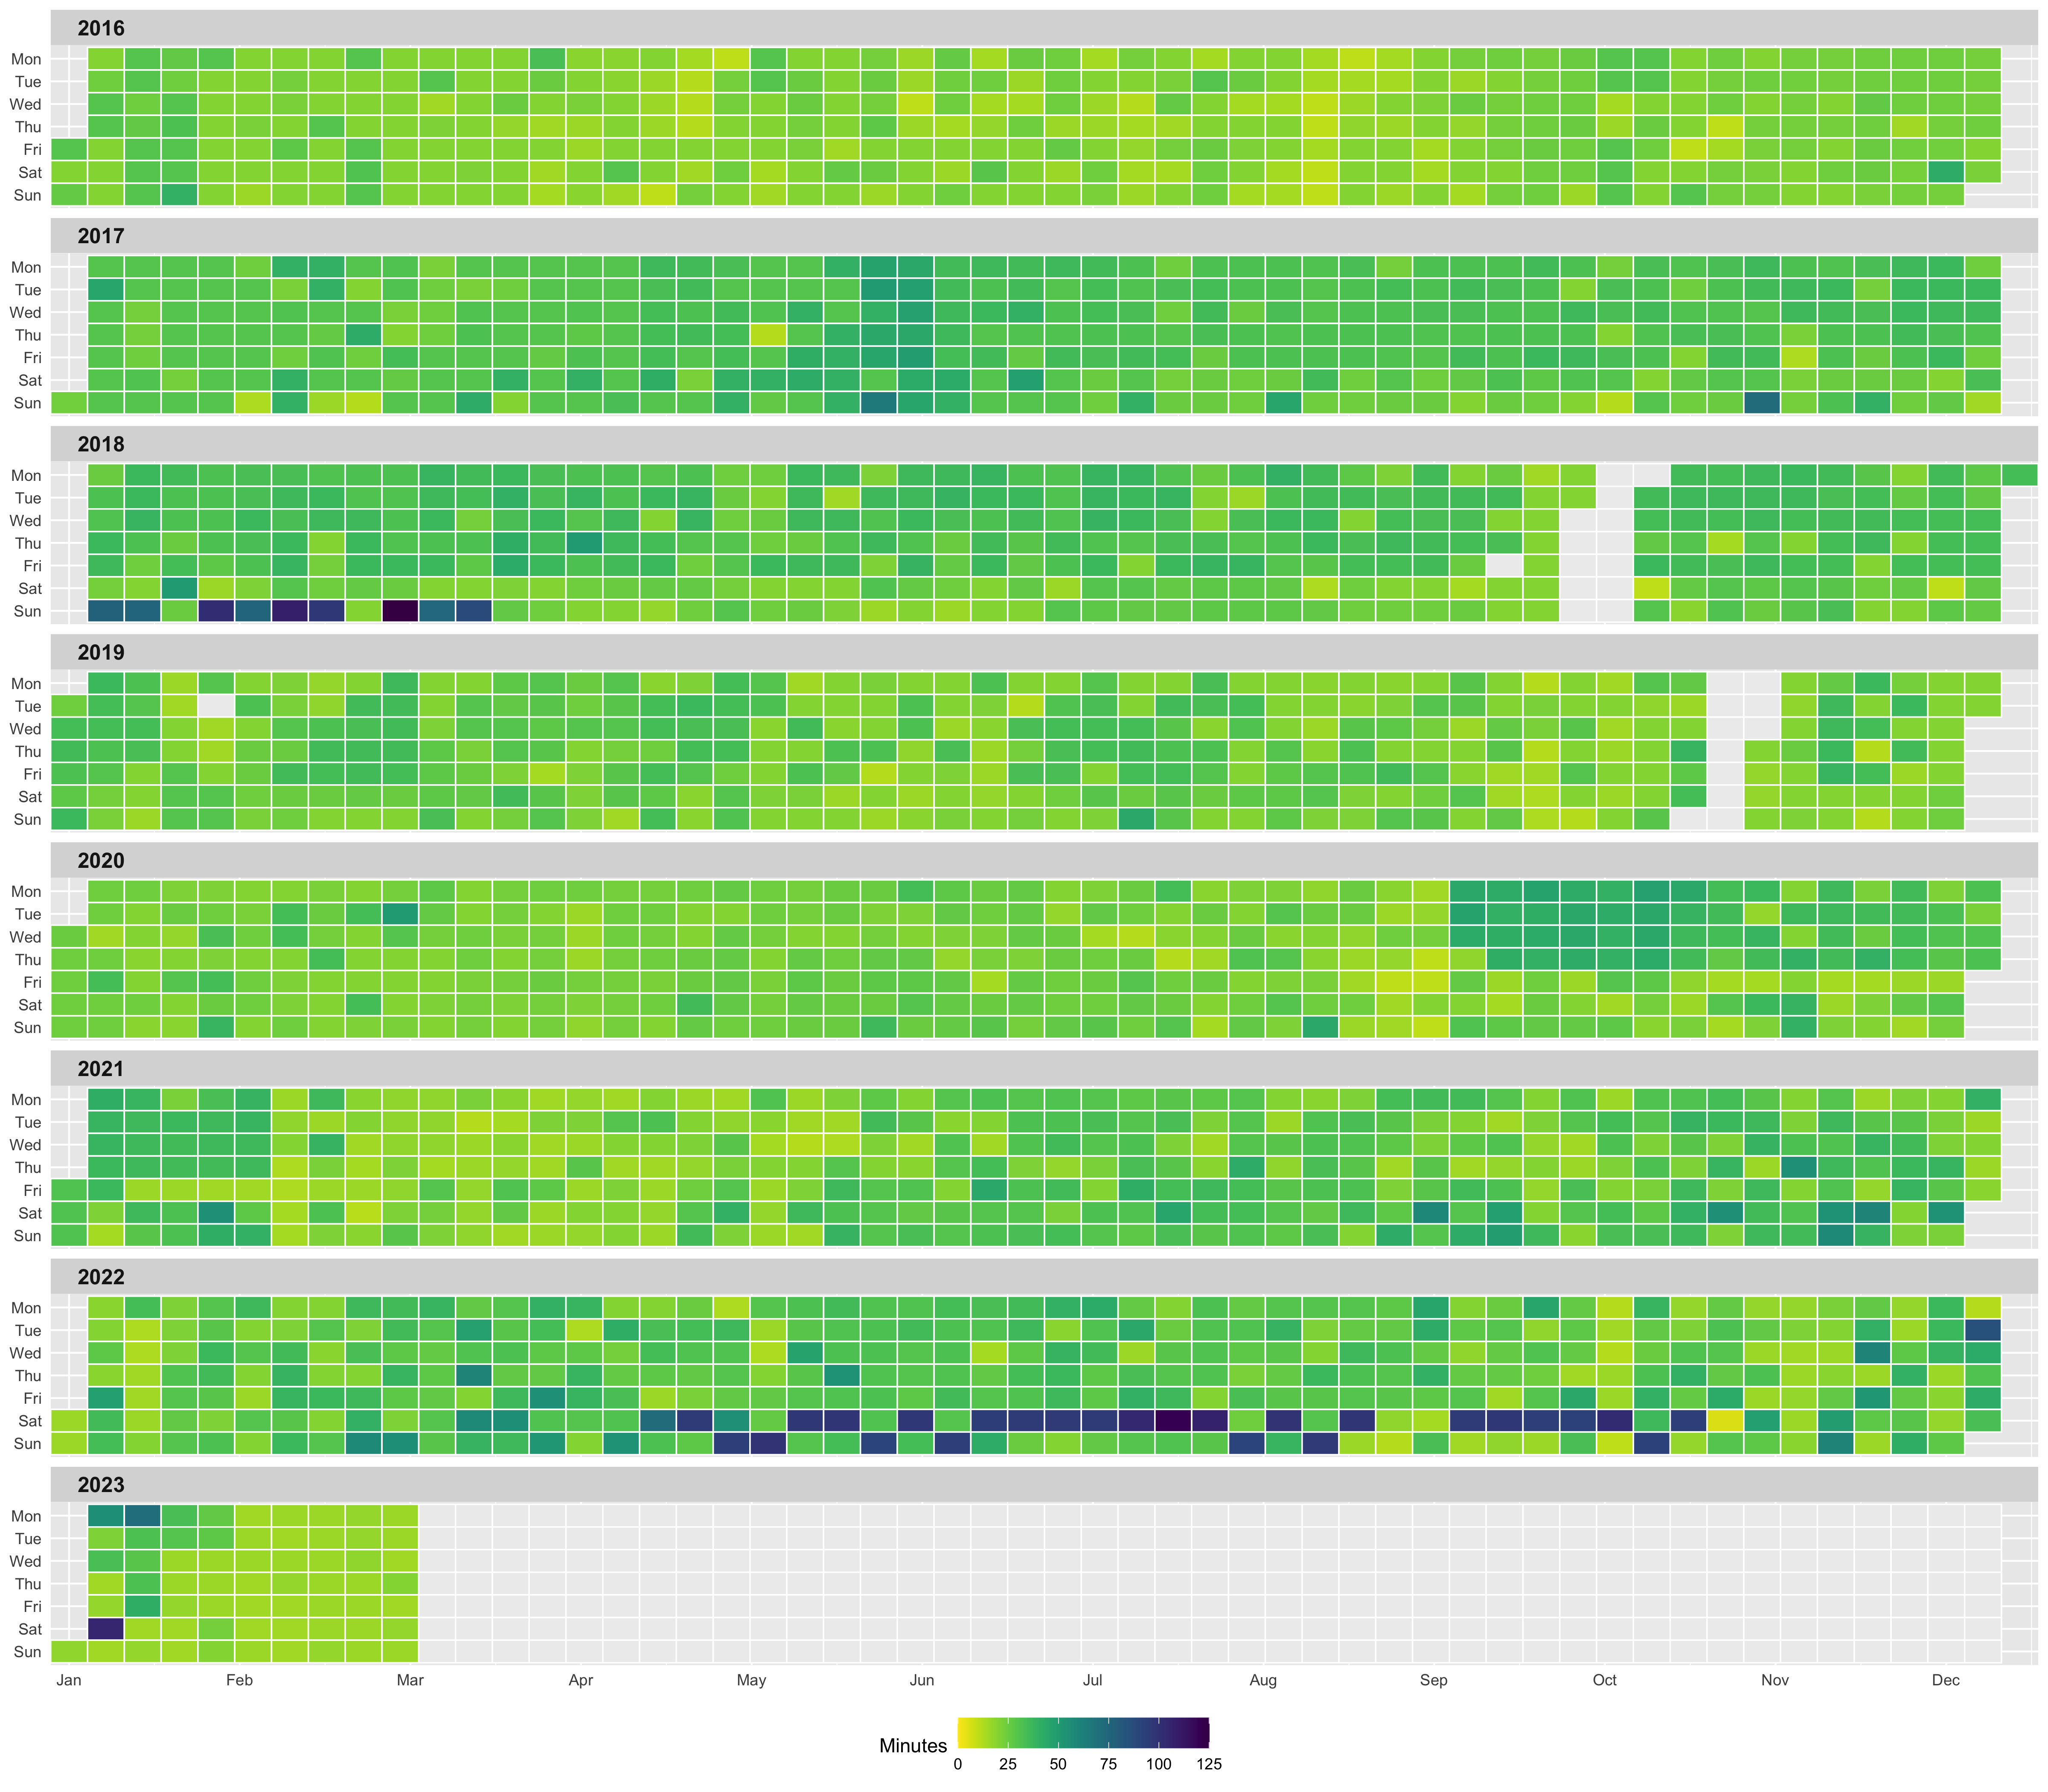 2016
Mon
Tue
Wed
Thu
Fri
Sat
Sun
2017
Mon
Tue
Wed
Thu
Fri
Sat
Sun
2018
Mon
Tue
Wed
Thu
Fri
Sat
Sun
2019
Mon
Tue
Wed
Thu
Fri
Sat
Sun
2020
Mon
Tue
Wed
Thu
Fri
Sat
Sun
2021
Mon
Tue
Wed
Thu
Fri
Sat
Sun
2022
Mon
Tue
Wed
Thu
Fri
Sat
Sun
2023
Mon
Tue
Wed
Thu
Fri
Sat
Sun
Jan Feb Mar Apr May Jun Jul Aug Sep Oct Nov Dec
Minutes
0 25 50 75 100 125